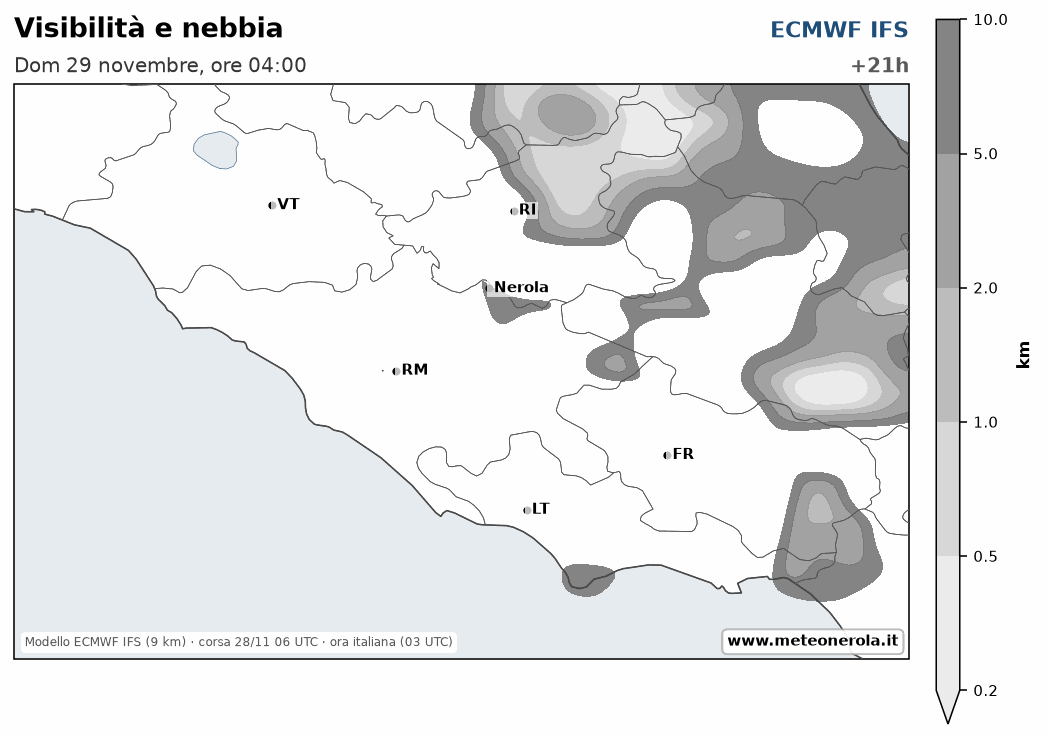 Visibilità e nebbia
ECMWF IFS
Dom 29 novembre, ore 04:00
+21h
10.0
5.0
2.0
1.0
0.5
0.2
km
VT
RI
Nerola
RM
FR
LT
Modello ECMWF IFS (9 km) · corsa 28/11 06 UTC · ora italiana (03 UTC)
www.meteonerola.it